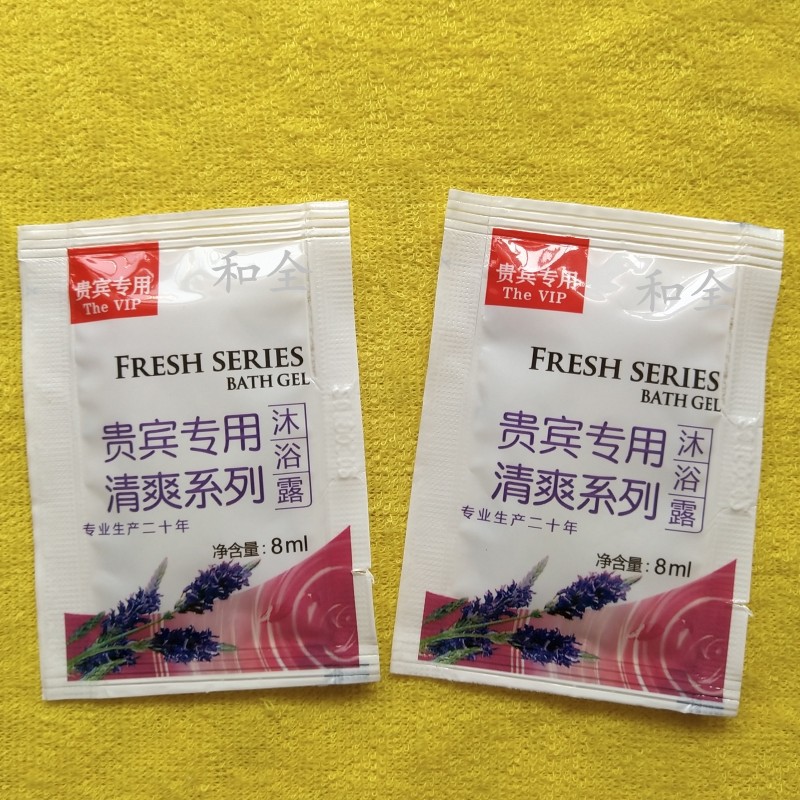 贵宾专用
The VIP
和全
FRESH SERIES
BATH GEL
贵宾专用
清爽系列
沐浴露
专业生产二十年
净含量: 8ml
贵宾专用
The VIP
和全
FRESH SERIES
BATH GEL
贵宾专用
清爽系列
沐浴露
专业生产二十年
净含量: 8ml